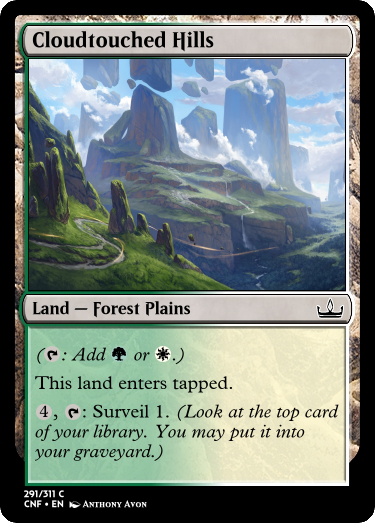 Cloudtouched Hills
Land — Forest Plains
(: Add or .)
This land enters tapped.
4, : Surveil 1. (Look at the top card
of your library. You may put it into
your graveyard.)
291/311 C
CNF • EN Anthony Avon